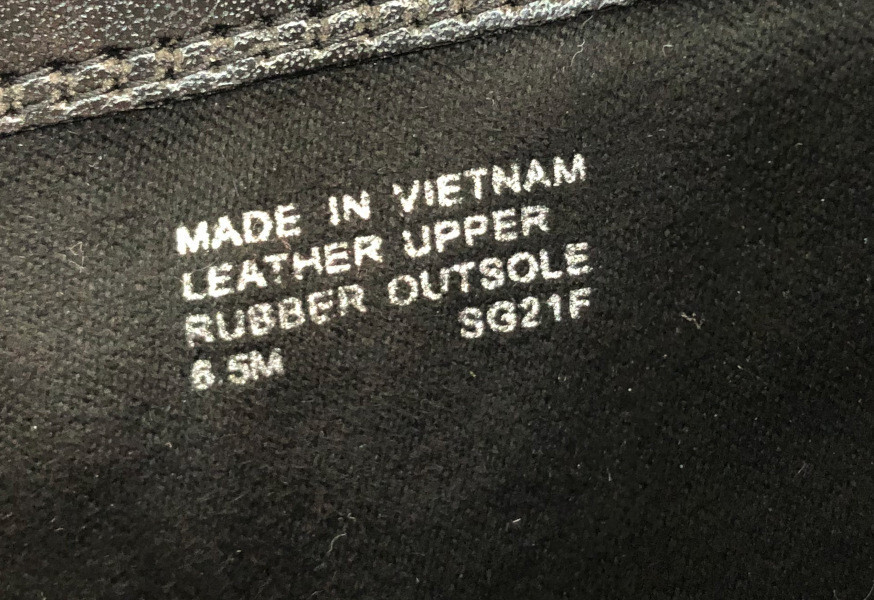 MADE IN VIETNAM
LEATHER UPPER
RUBBER OUTSOLE
6.5M SG21F